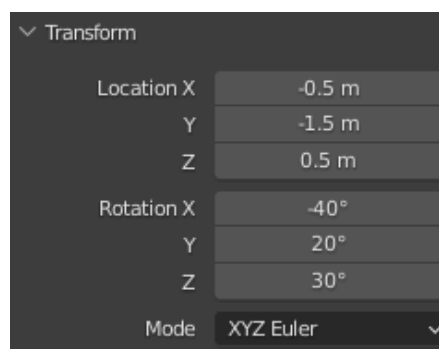 Transform
Location X -0.5 m
Y -1.5 m
Z 0.5 m
Rotation X -40°
Y 20°
Z 30°
Mode XYZ Euler